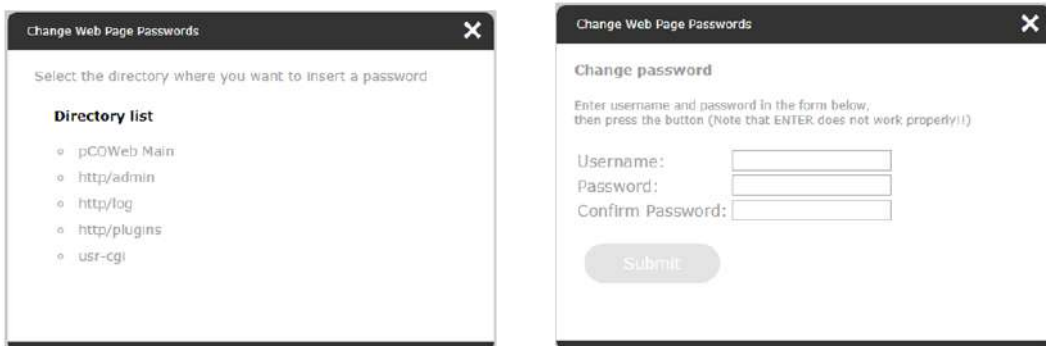 Change Web Page Passwords
Select the directory where you want to insert a password
Directory list
pCOWeb Main
http/admin
http/log
http/plugins
usr-cgi
Change Web Page Passwords
Change password
Enter username and password in the form below,
then press the button (Note that ENTER does not work properly!!)
Username:
Password:
Confirm Password:
Submit